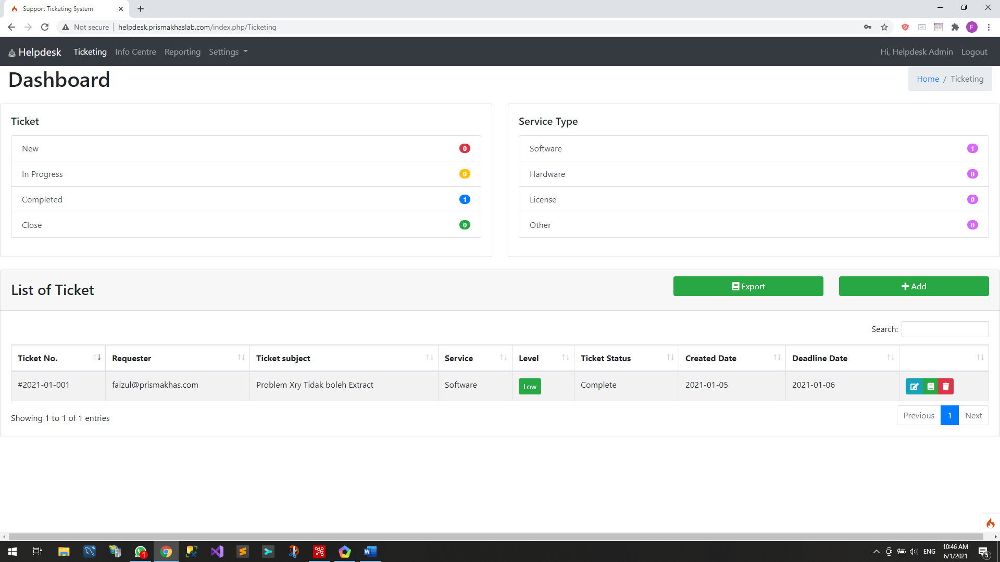 Support Ticketing System
Not secure helpdesk.prismakhaslab.com/index.php/Ticketing
F
Helpdesk Ticketing Info Centre Reporting Settings Hi, Helpdesk Admin Logout
Dashboard Home / Ticketing
Ticket
New 0
In Progress 0
Completed 1
Close 0
Service Type
Software 1
Hardware 0
License 0
Other 0
List of Ticket Export Add
Search:
Ticket No. Requester Ticket subject Service Level Ticket Status Created Date Deadline Date
#2021-01-001 faizul@prismakhas.com Problem Xry Tidak boleh Extract Software Low Complete 2021-01-05 2021-01-06
Showing 1 to 1 of 1 entries Previous 1 Next
1
ENG 10:46 AM
6/1/2021
5